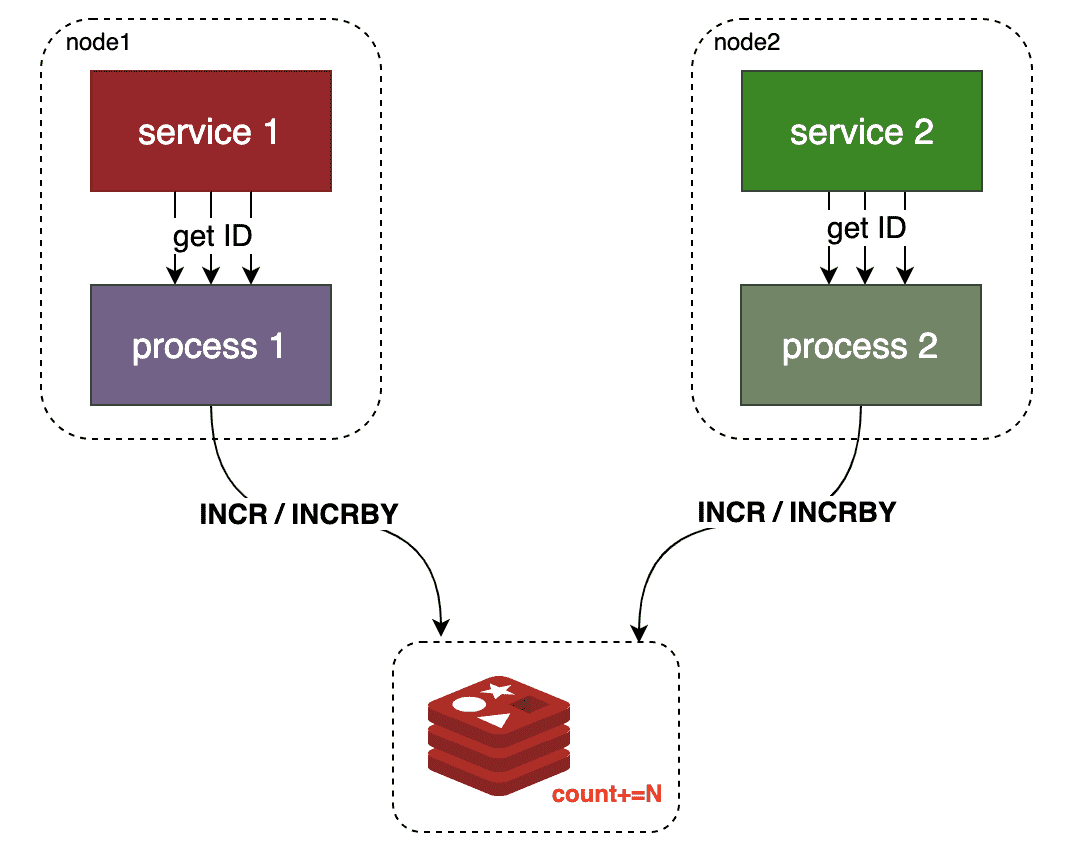 node1
service 1
get ID
process 1
INCR / INCRBY
node2
service 2
get ID
process 2
INCR / INCRBY
count+=N